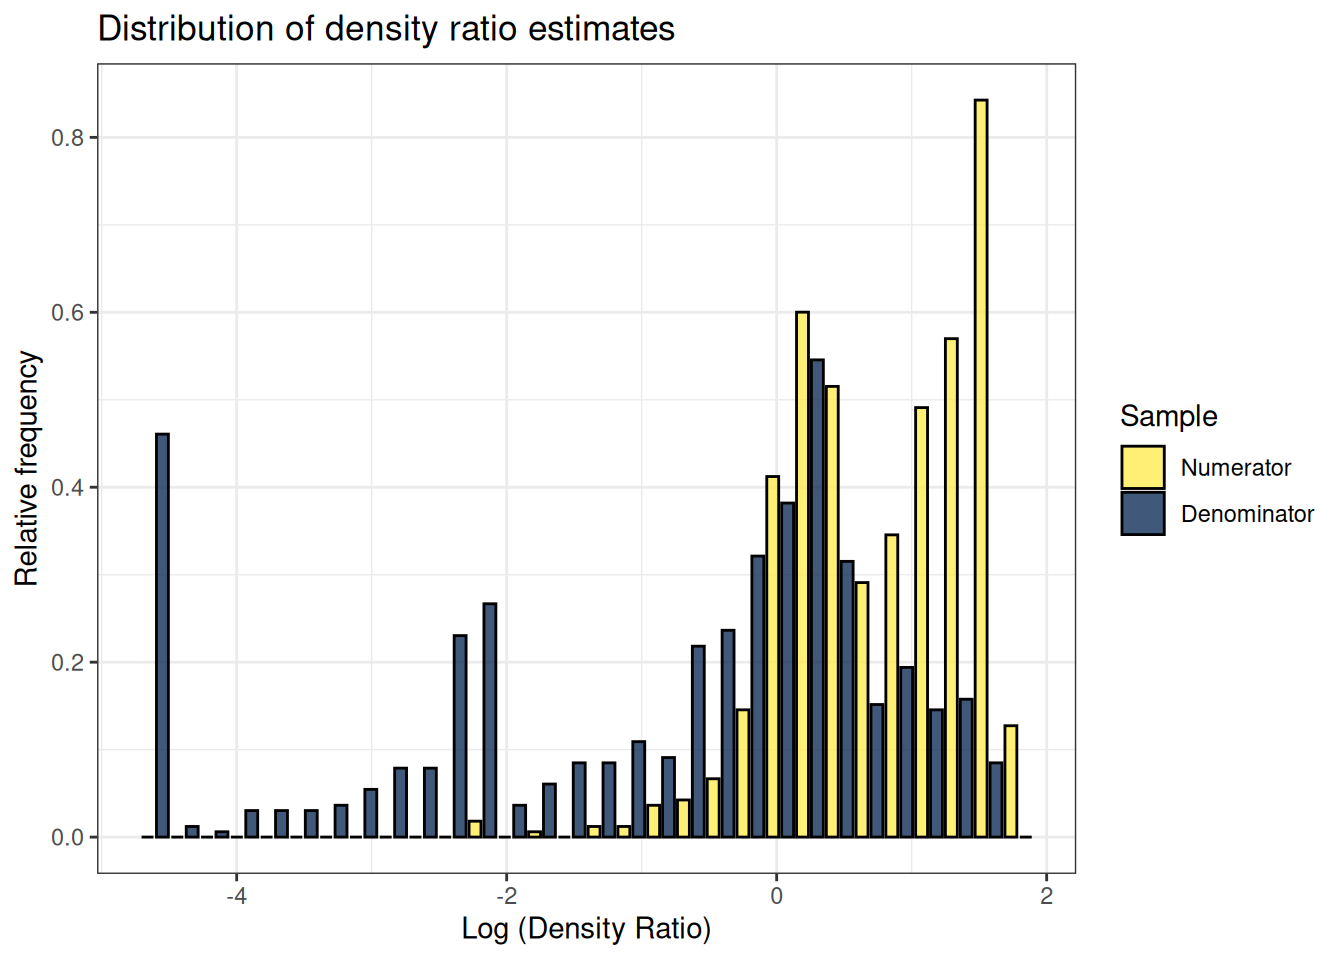 Distribution of density ratio estimates
Relative frequency
0.8
0.6
0.4
0.2
0.0
-4
-2
0
2
Log (Density Ratio)
Sample
Numerator
Denominator